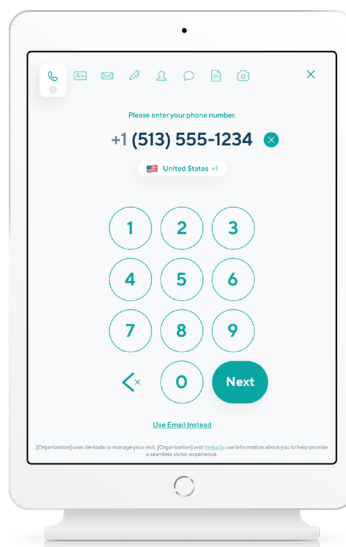 Please enter your phone number.
+1 (513) 555-1234
United States +1
1 2 3
4 5 6
7 8 9
0 Next
Use Email Instead
[Organization] uses Verkada to manage your visit. [Organization] and Verkada use information about you to help provide
a seamless visitor experience.